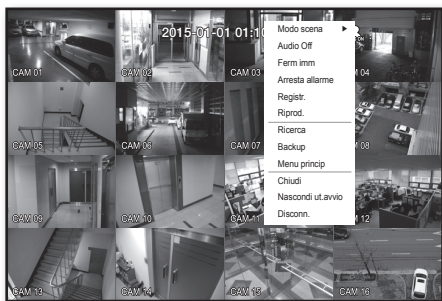 2015-01-01 01:10
Modo scena
Audio Off
Ferm imm
Arresta allarme
Registr.
Riprod.
Ricerca
Backup
Menu princip
Chiudi
Nascondi ut.avvio
Disconn.
CAM 01
CAM 02
CAM 03
CAM 04
CAM 05
CAM 06
CAM 07
CAM 08
CAM 09
CAM 10
CAM 11
CAM 12
CAM 13
CAM 14
CAM 15
CAM 16